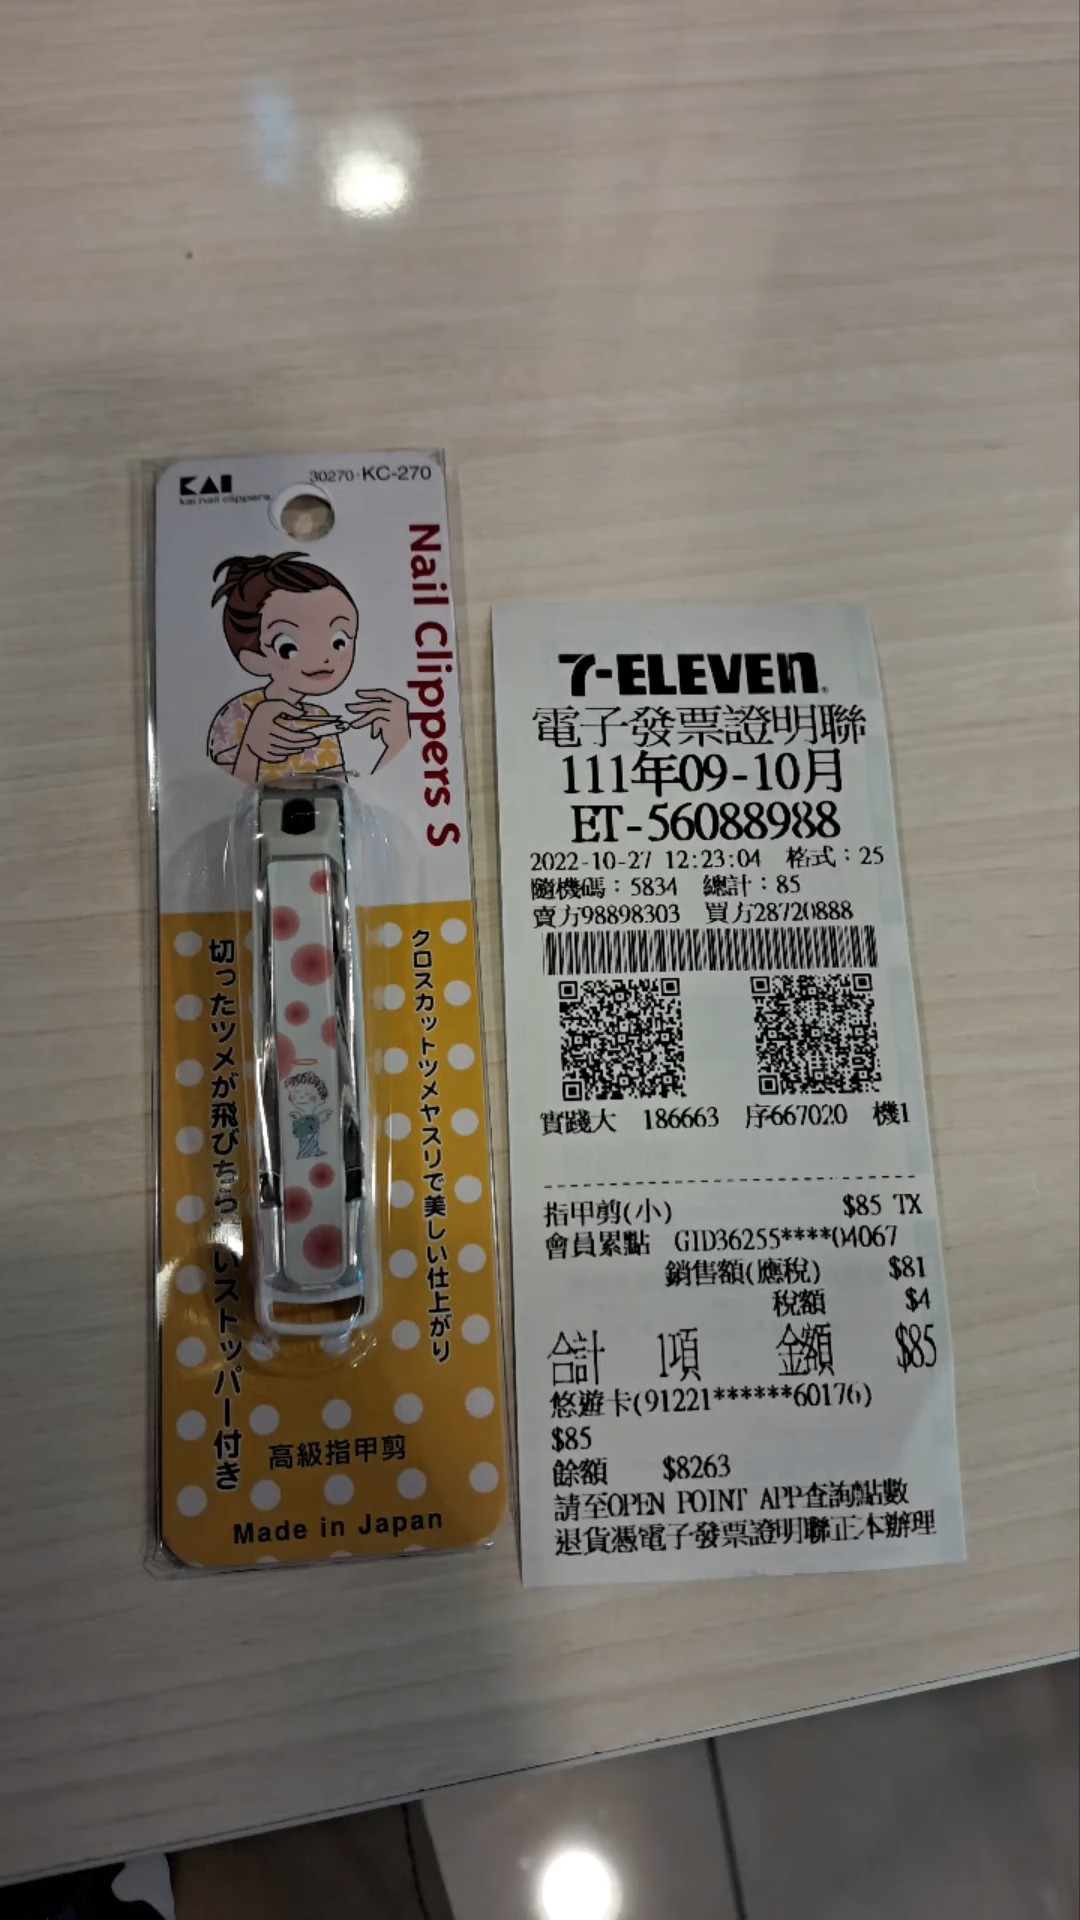 KAI
kai nail clippers
30270・KC-270
Nail Clippers S
クロスカットツメヤスリで美しい仕上がり
切ったツメが飛びちら いストッパー付き
高級指甲剪
Made in Japan
7-ELEVEN
電子發票證明聯
111年09-10月
ET-56088988
2022-10-27 12:23:04 格式：25
隨機碼：5834 總計：85
賣方98898303 買方28720888
實踐大 186663 序667020 機1
指甲剪(小) $85 TX
會員累點 GID36255****04067
銷售額(應稅) $81
稅額 $4
合計 1項 金額 $85
悠遊卡(91221******60176)
$85
餘額 $8263
請至OPEN POINT APP查詢點數
退貨憑電子發票證明聯正本辦理